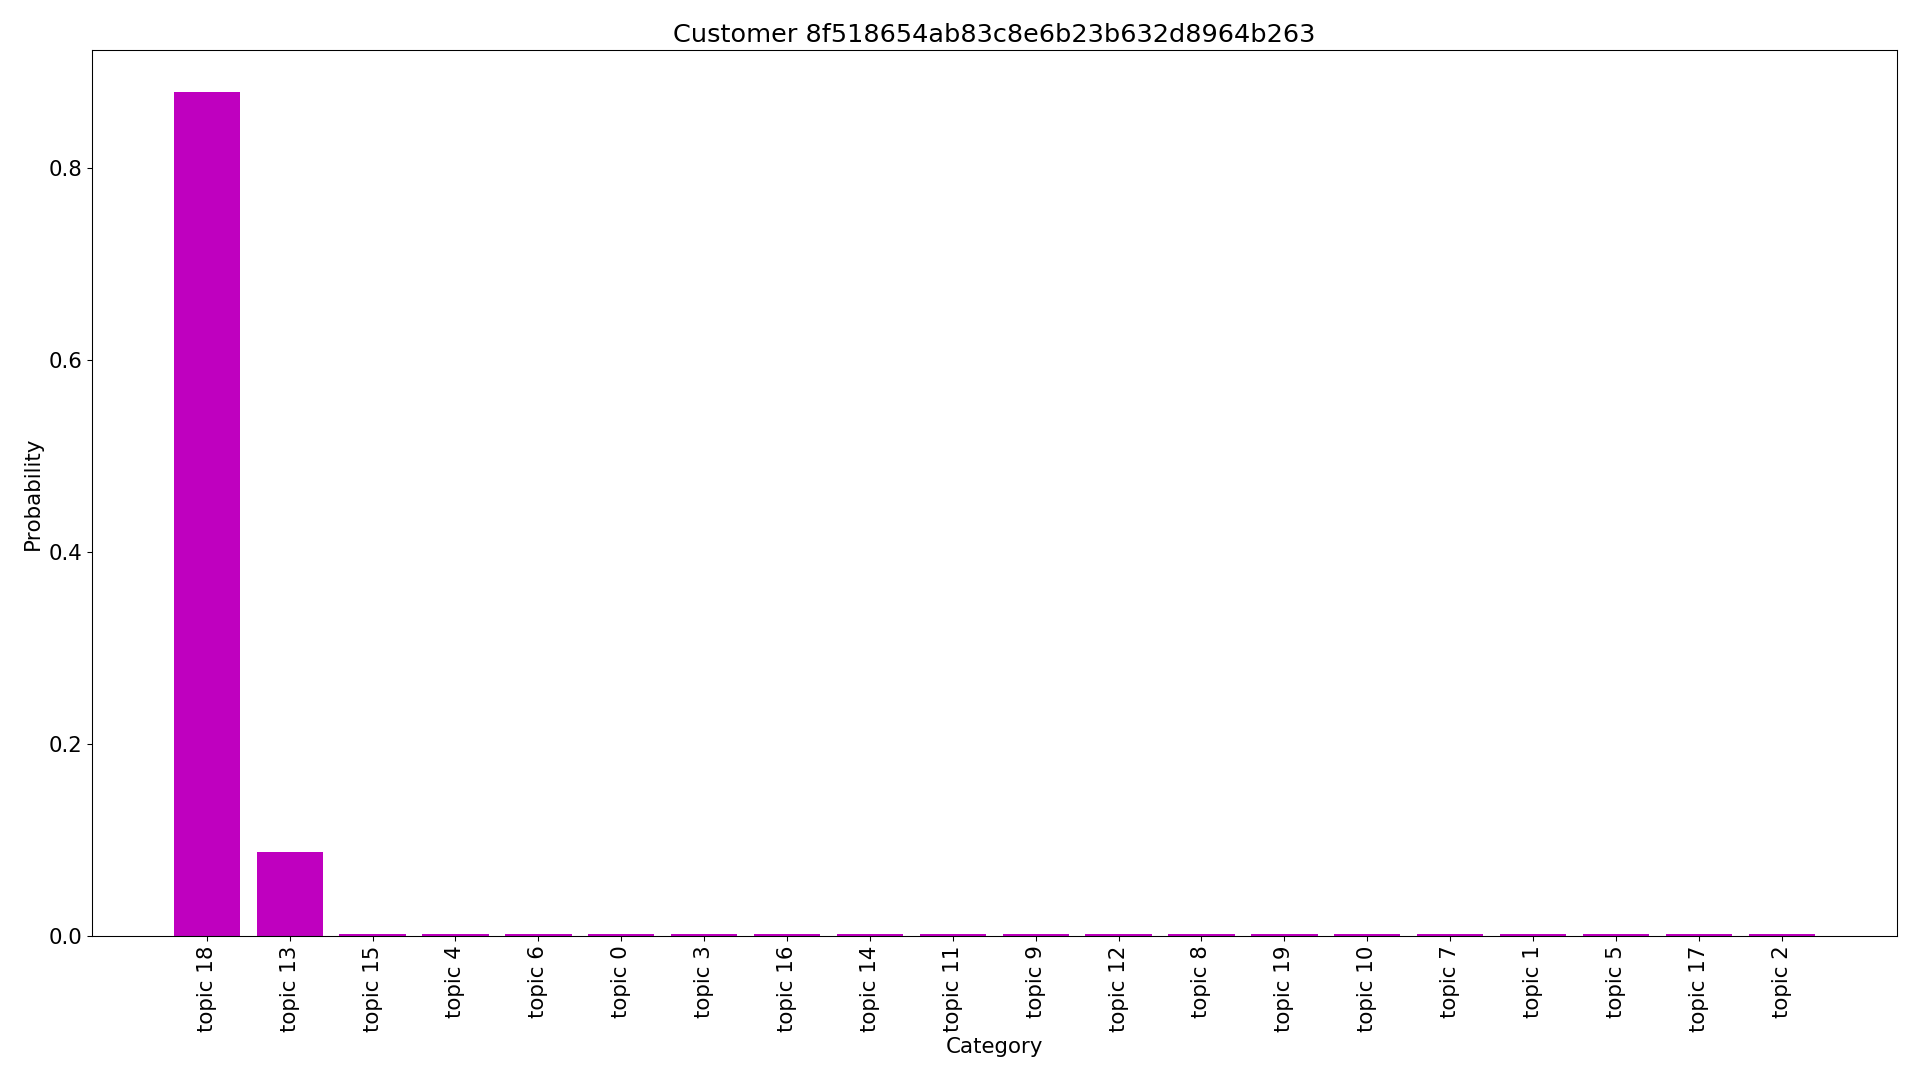 Customer 8f518654ab83c8e6b23b632d8964b263
Probability
0.8
0.6
0.4
0.2
0.0
topic 18
topic 13
topic 15
topic 4
topic 6
topic 0
topic 3
topic 16
topic 14
topic 11
topic 9
topic 12
topic 8
topic 19
topic 10
topic 7
topic 1
topic 5
topic 17
topic 2
Category